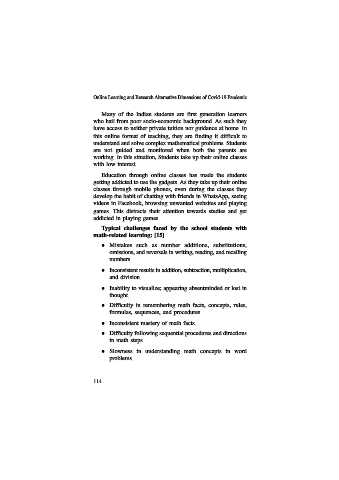 Online Learning and Research Alternative Dimensions of Covid-19 Pandemic
Many of the Indian students are first generation learners
who hail from poor socio-economic background. As such they
have access to neither private tuition nor guidance at home. In
this online format of teaching, they are finding it difficult to
understand and solve complex mathematical problems. Students
are not guided and monitored when both the parents are
working. In this situation, Students take up their online classes
with low interest.
Education through online classes has made the students
getting addicted to use the gadgets. As they take up their online
classes through mobile phones, even during the classes they
develop the habit of chatting with friends in WhatsApp, seeing
videos in Facebook, browsing unwanted websites and playing
games. This distracts their attention towards studies and get
addicted in playing games.
Typical challenges faced by the school students with
math-related learning: [15]
● Mistakes such as number additions, substitutions,
omissions, and reversals in writing, reading, and recalling
numbers
● Inconsistent results in addition, subtraction, multiplication,
and division
● Inability to visualize; appearing absentminded or lost in
thought
● Difficulty in remembering math facts, concepts, rules,
formulas, sequences, and procedures
● Inconsistent mastery of math facts.
● Difficulty following sequential procedures and directions
in math steps
● Slowness in understanding math concepts in word
problems
114